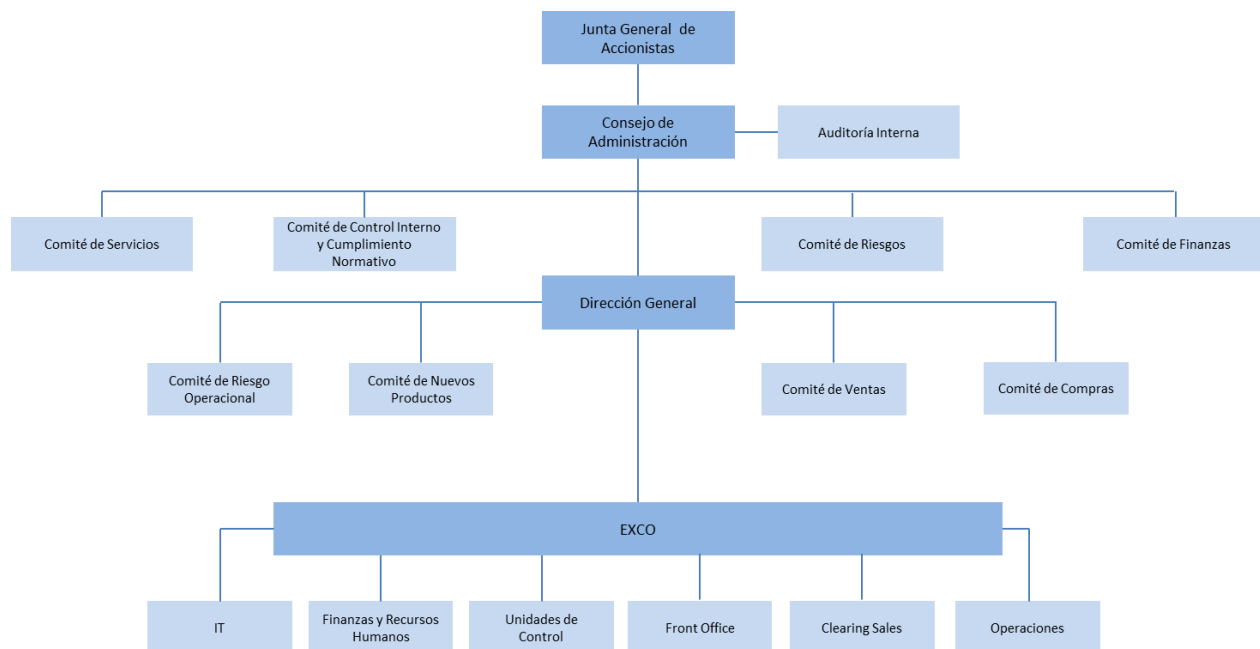 Junta General de
Accionistas
Consejo de
Administración
Auditoría Interna
Comité de Servicios
Comité de Control Interno
y Cumplimiento
Normativo
Comité de Riesgos
Comité de Finanzas
Dirección General
Comité de Riesgo
Operacional
Comité de Nuevos
Productos
Comité de Ventas
Comité de Compras
EXCO
IT
Finanzas y Recursos
Humanos
Unidades de
Control
Front Office
Clearing Sales
Operaciones